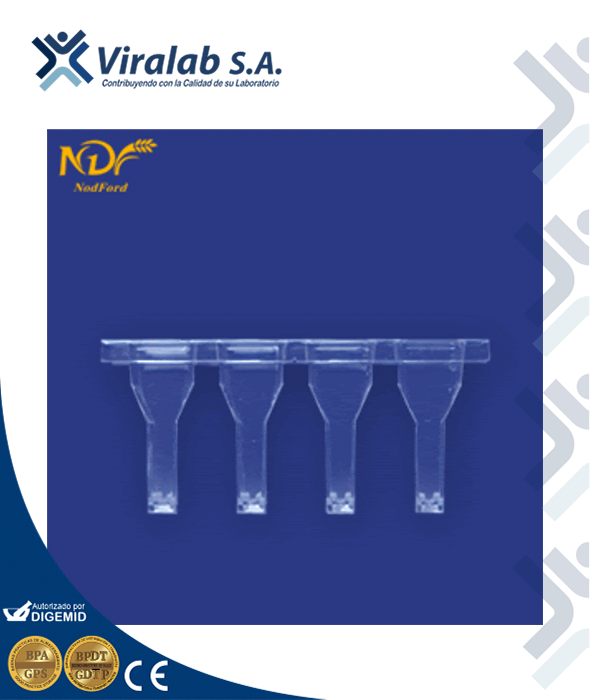 Viralab S.A.
Contribuyendo con la Calidad de su Laboratorio
NDF
NodFord
Autorizado por
DIGEMID
BPA
GPS
BPDT
GDTP
CE